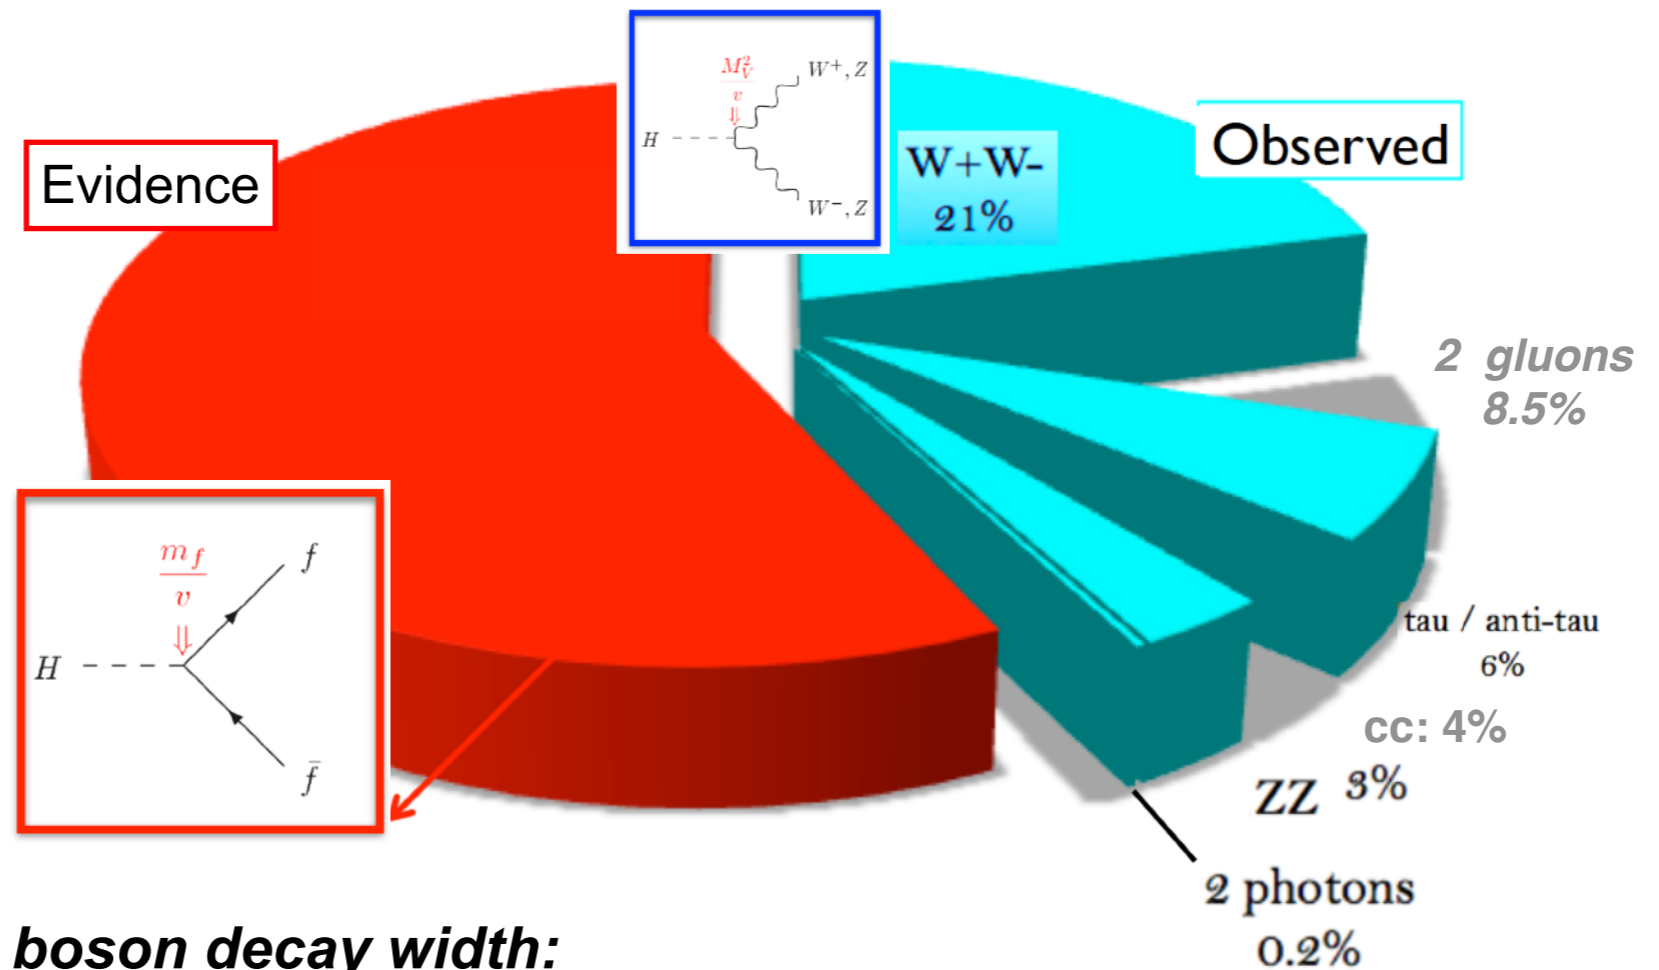 Evidence
M_V^2
v
⇓
W^+, Z
H
W^-, Z
W+W-
21%
Observed
2 gluons
8.5%
m_f
v
⇓
f
H
f̄
tau / anti-tau
6%
cc: 4%
ZZ 3%
2 photons
0.2%
boson decay width: